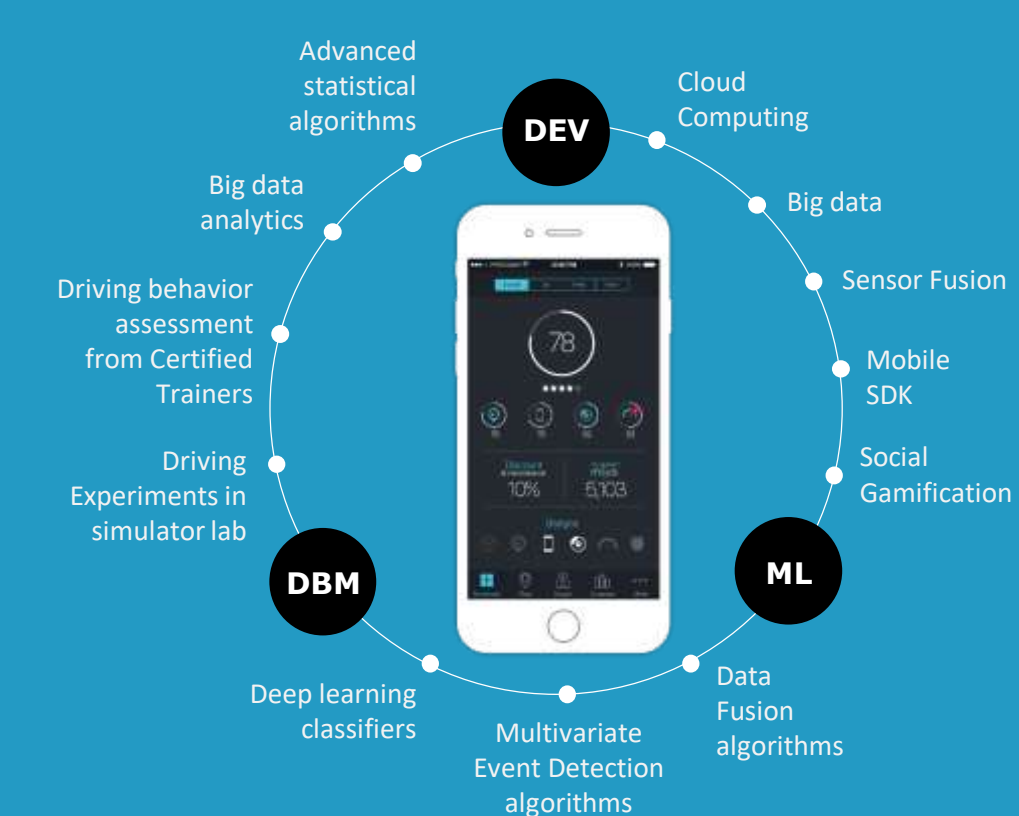 Advanced
statistical
algorithms
DEV
Cloud
Computing
Big data
analytics
Big data
Driving behavior
assessment
from Certified
Trainers
Sensor Fusion
Mobile
SDK
Driving
Experiments in
simulator lab
Social
Gamification
DBM
ML
78
Discount
10%
6,103
Deep learning
classifiers
Multivariate
Event Detection
algorithms
Data
Fusion
algorithms